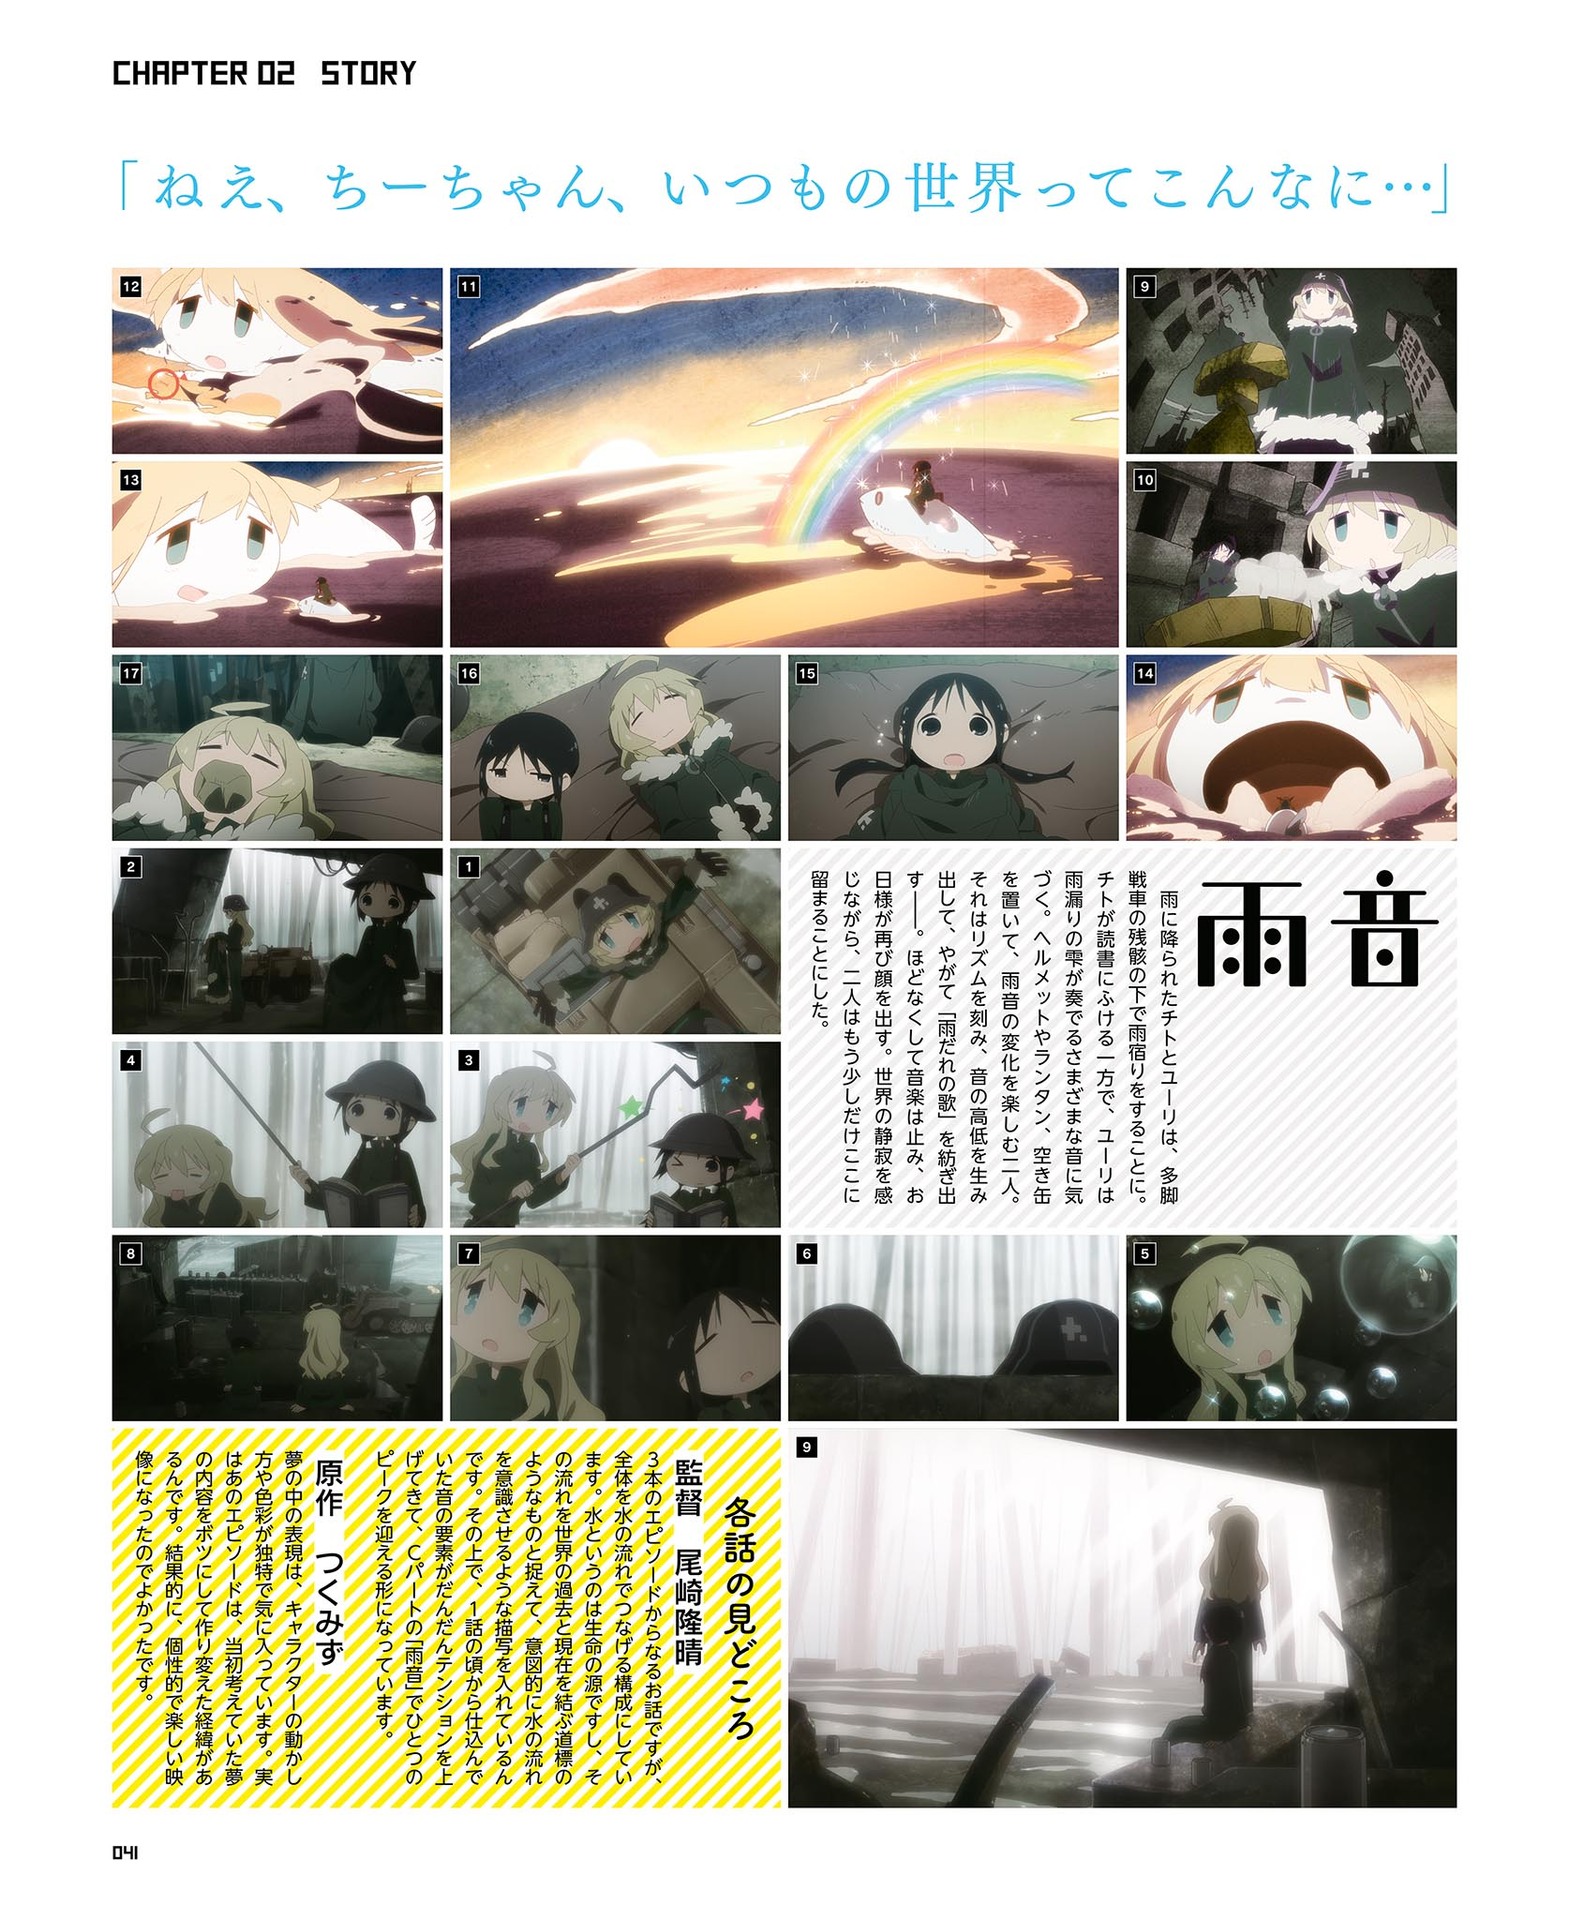 CHAPTER 02 STORY
「ねえ、ちーちゃん、いつもの世界ってこんなに…」
9
10
11
12
13
14
15
16
17
雨音
雨に降られたチトとユーリは、多脚
戦車の残骸の下で雨宿りをすることに。
チトが読書にふける一方で、ユーリは
雨漏りの雫が奏でるさまざまな音に気
づく。ヘルメットやランタン、空き缶
を置いて、雨音の変化を楽しむ二人。
それはリズムを刻み、音の高低を生み
出して、やがて「雨だれの歌」を紡ぎ出
す――。ほどなくして音楽は止み、お
日様が再び顔を出す。世界の静寂を感
じながら、二人はもう少しだけここに
留まることにした。
1
2
3
4
5
6
7
8
9
各話の見どころ
監督 尾崎隆晴
3本のエピソードからなるお話ですが、
全体を水の流れでつなげる構成にしてい
ます。水というのは生命の源ですし、そ
の流れを世界の過去と現在を結ぶ道標の
ようなものと捉えて、意図的に水の流れ
を意識させるような描写を入れているん
です。その上で、1話の頃から仕込んで
いた音の要素がだんだんテンションを上
げてきて、Cパートの「雨音」でひとつの
ピークを迎える形になっています。
原作 つくみず
夢の中の表現は、キャラクターの動かし
方や色彩が独特で気に入っています。実
はあのエピソードは、当初考えていた夢
の内容をボツにして作り変えた経緯があ
るんです。結果的に、個性的で楽しい映
像になったのでよかったです。
041